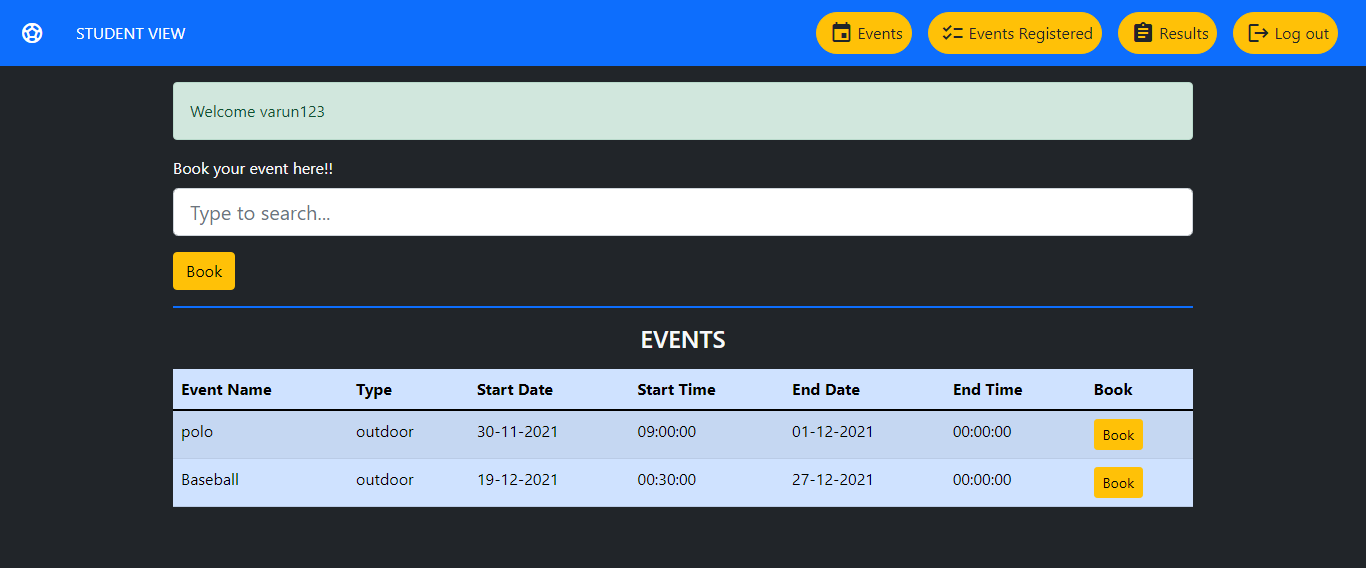 STUDENT VIEW Events Events Registered Results Log out
Welcome varun123
Book your event here!!
Type to search...
Book
EVENTS
Event Name Type Start Date Start Time End Date End Time Book
polo outdoor 30-11-2021 09:00:00 01-12-2021 00:00:00 Book
Baseball outdoor 19-12-2021 00:30:00 27-12-2021 00:00:00 Book